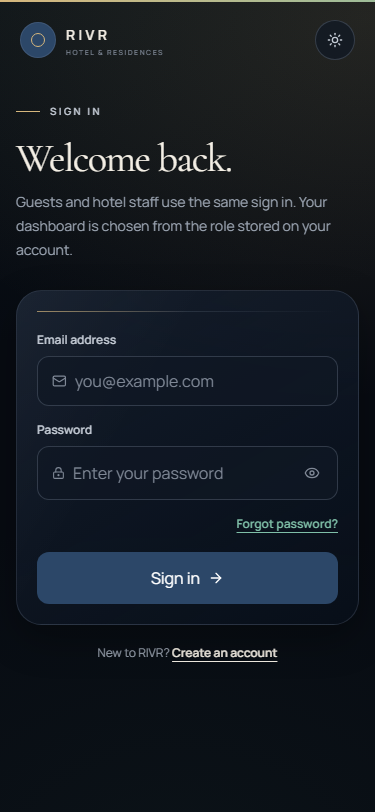 RIVR
HOTEL & RESIDENCES
SIGN IN
Welcome back.
Guests and hotel staff use the same sign in. Your
dashboard is chosen from the role stored on your
account.
Email address
you@example.com
Password
Enter your password
Forgot password?
Sign in →
New to RIVR? Create an account